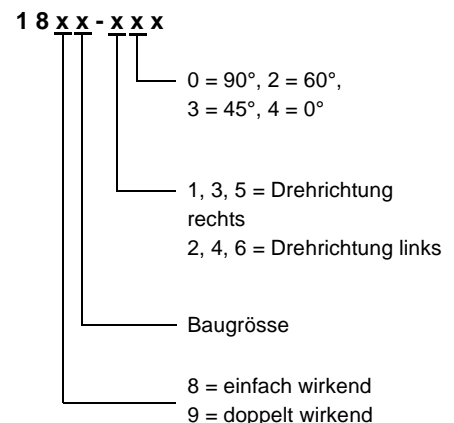 1 8 x x - x x x
0 = 90°, 2 = 60°,
3 = 45°, 4 = 0°
1, 3, 5 = Drehrichtung
rechts
2, 4, 6 = Drehrichtung links
Baugrösse
8 = einfach wirkend
9 = doppelt wirkend